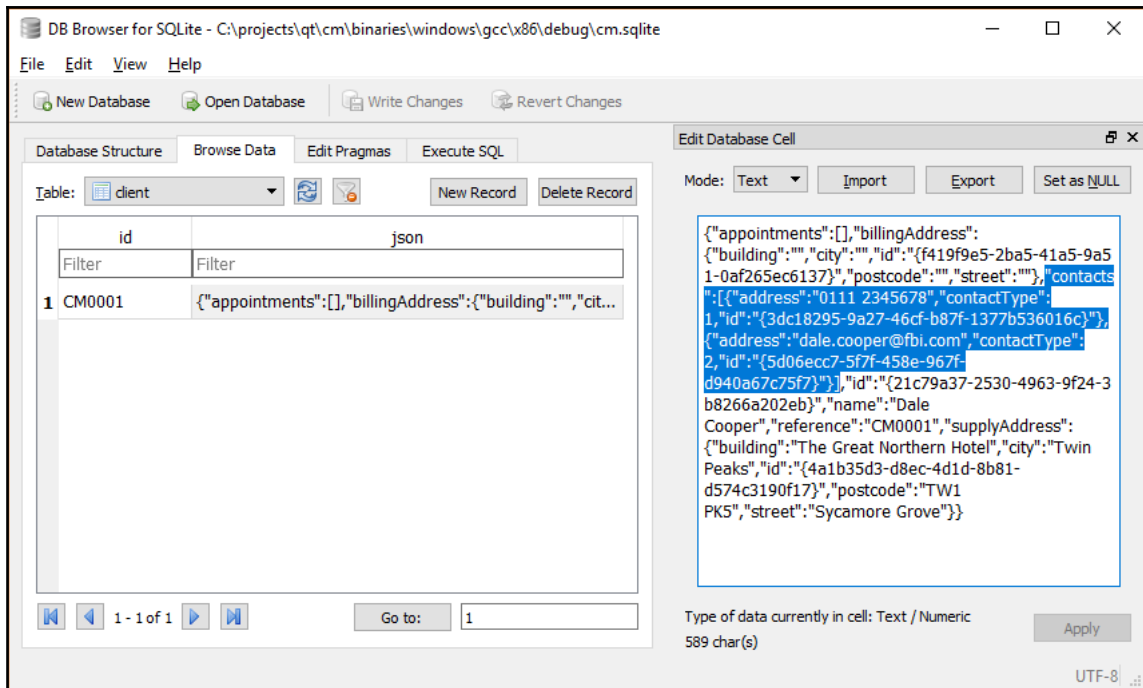 DB Browser for SQLite - C:\projects\qt\cm\binaries\windows\gcc\x86\debug\cm.sqlite
File Edit View Help
New Database Open Database Write Changes Revert Changes
Database Structure Browse Data Edit Pragmas Execute SQL
Table: client New Record Delete Record
id json
Filter Filter
1 CM0001 {"appointments":[],"billingAddress":{"building":"","cit...
1 - 1 of 1 Go to: 1
Edit Database Cell
Mode: Text Import Export Set as NULL
{"appointments":[],"billingAddress":
{"building":"","city":"","id":"{f419f9e5-2ba5-41a5-9a5
1-0af265ec6137}","postcode":"","street":""},"contacts
":[{"address":"0111 2345678","contactType":
1,"id":"{3dc18295-9a27-46cf-b87f-1377b536016c}"},
{"address":"dale.cooper@fbi.com","contactType":
2,"id":"{5d06ecc7-5f7f-458e-967f-
d940a67c75f7}"}],"id":"{21c79a37-2530-4963-9f24-3
b8266a202eb}","name":"Dale
Cooper","reference":"CM0001","supplyAddress":
{"building":"The Great Northern Hotel","city":"Twin
Peaks","id":"{4a1b35d3-d8ec-4d1d-8b81-
d574c3190f17}","postcode":"TW1
PK5","street":"Sycamore Grove"}}
Type of data currently in cell: Text / Numeric
589 char(s)
Apply
UTF-8